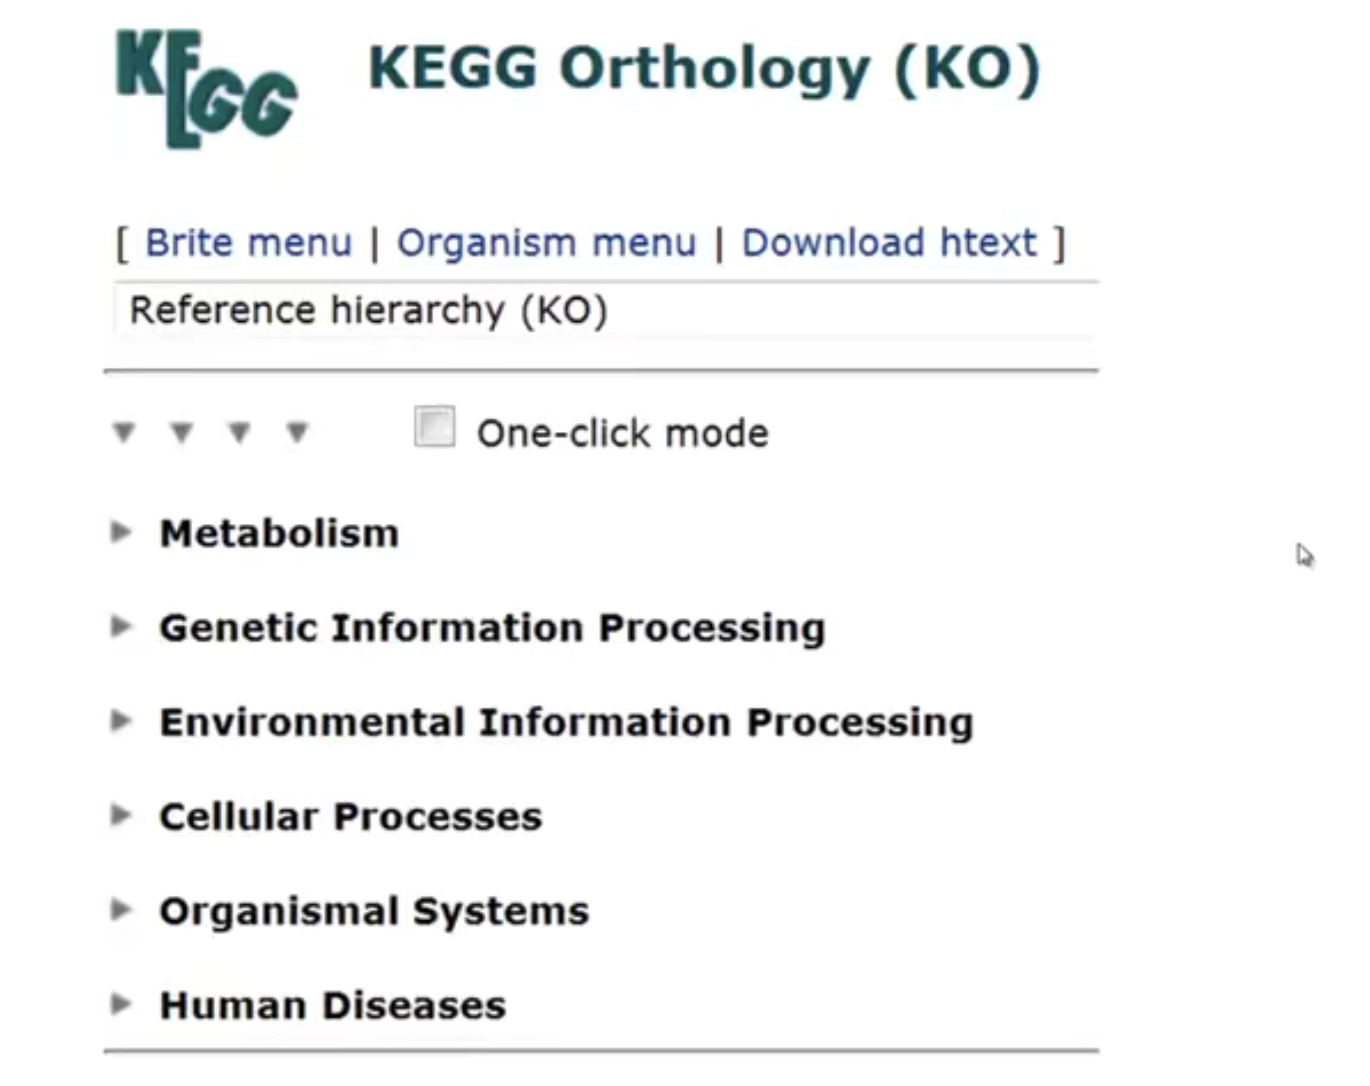 KEGG
KEGG Orthology (KO)
[ Brite menu | Organism menu | Download htext ]
Reference hierarchy (KO)
One-click mode
Metabolism
Genetic Information Processing
Environmental Information Processing
Cellular Processes
Organismal Systems
Human Diseases